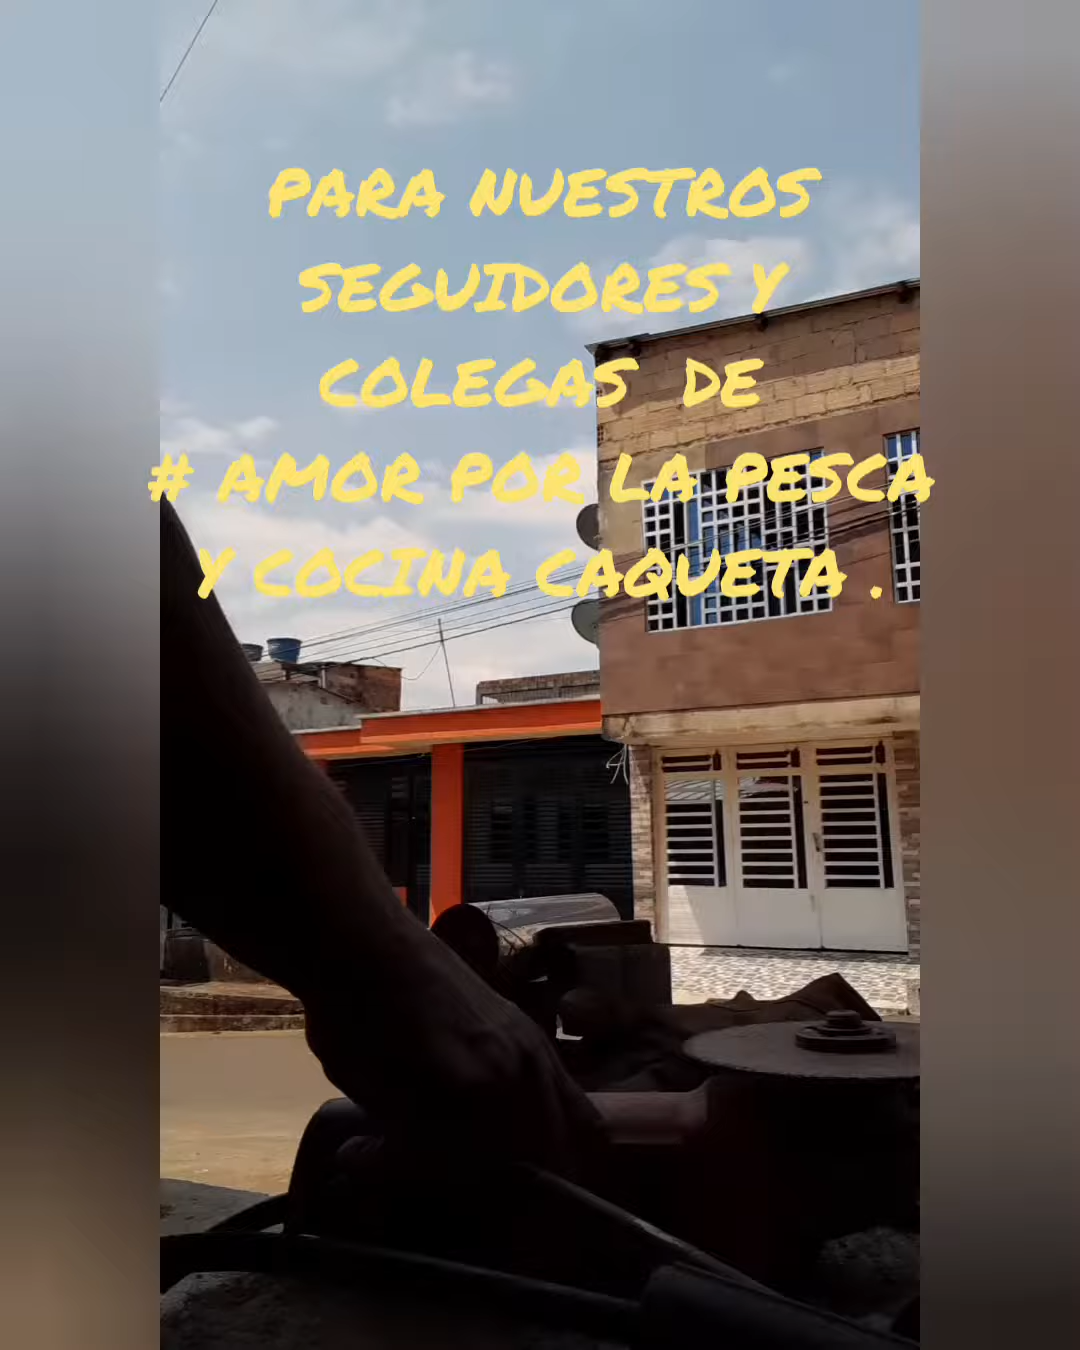 PARA NUESTROS
SEGUIDORES Y
COLEGAS DE
# AMOR POR LA PESCA
Y COCINA CAQUETA .